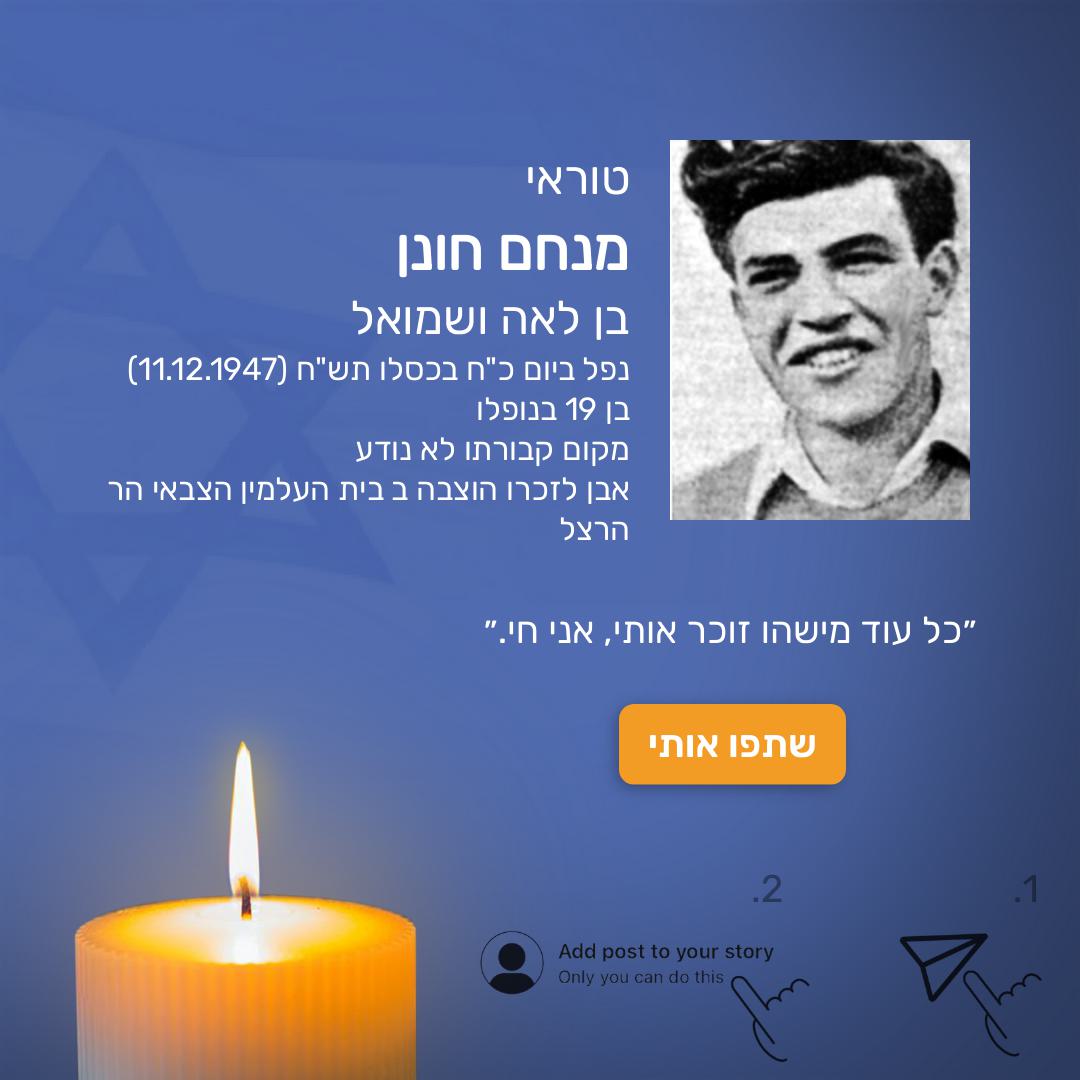 טוראי
מנחם חונן
בן לאה ושמואל
נפל ביום כ"ח בכסלו תש"ח (11.12.1947)
בן 19 בנופלו
מקום קבורתו לא נודע
אבן לזכרו הוצבה ב בית העלמין הצבאי הר
הרצל
״כל עוד מישהו זוכר אותי, אני חי.״
שתפו אותי
1.
2.
Add post to your story
Only you can do this